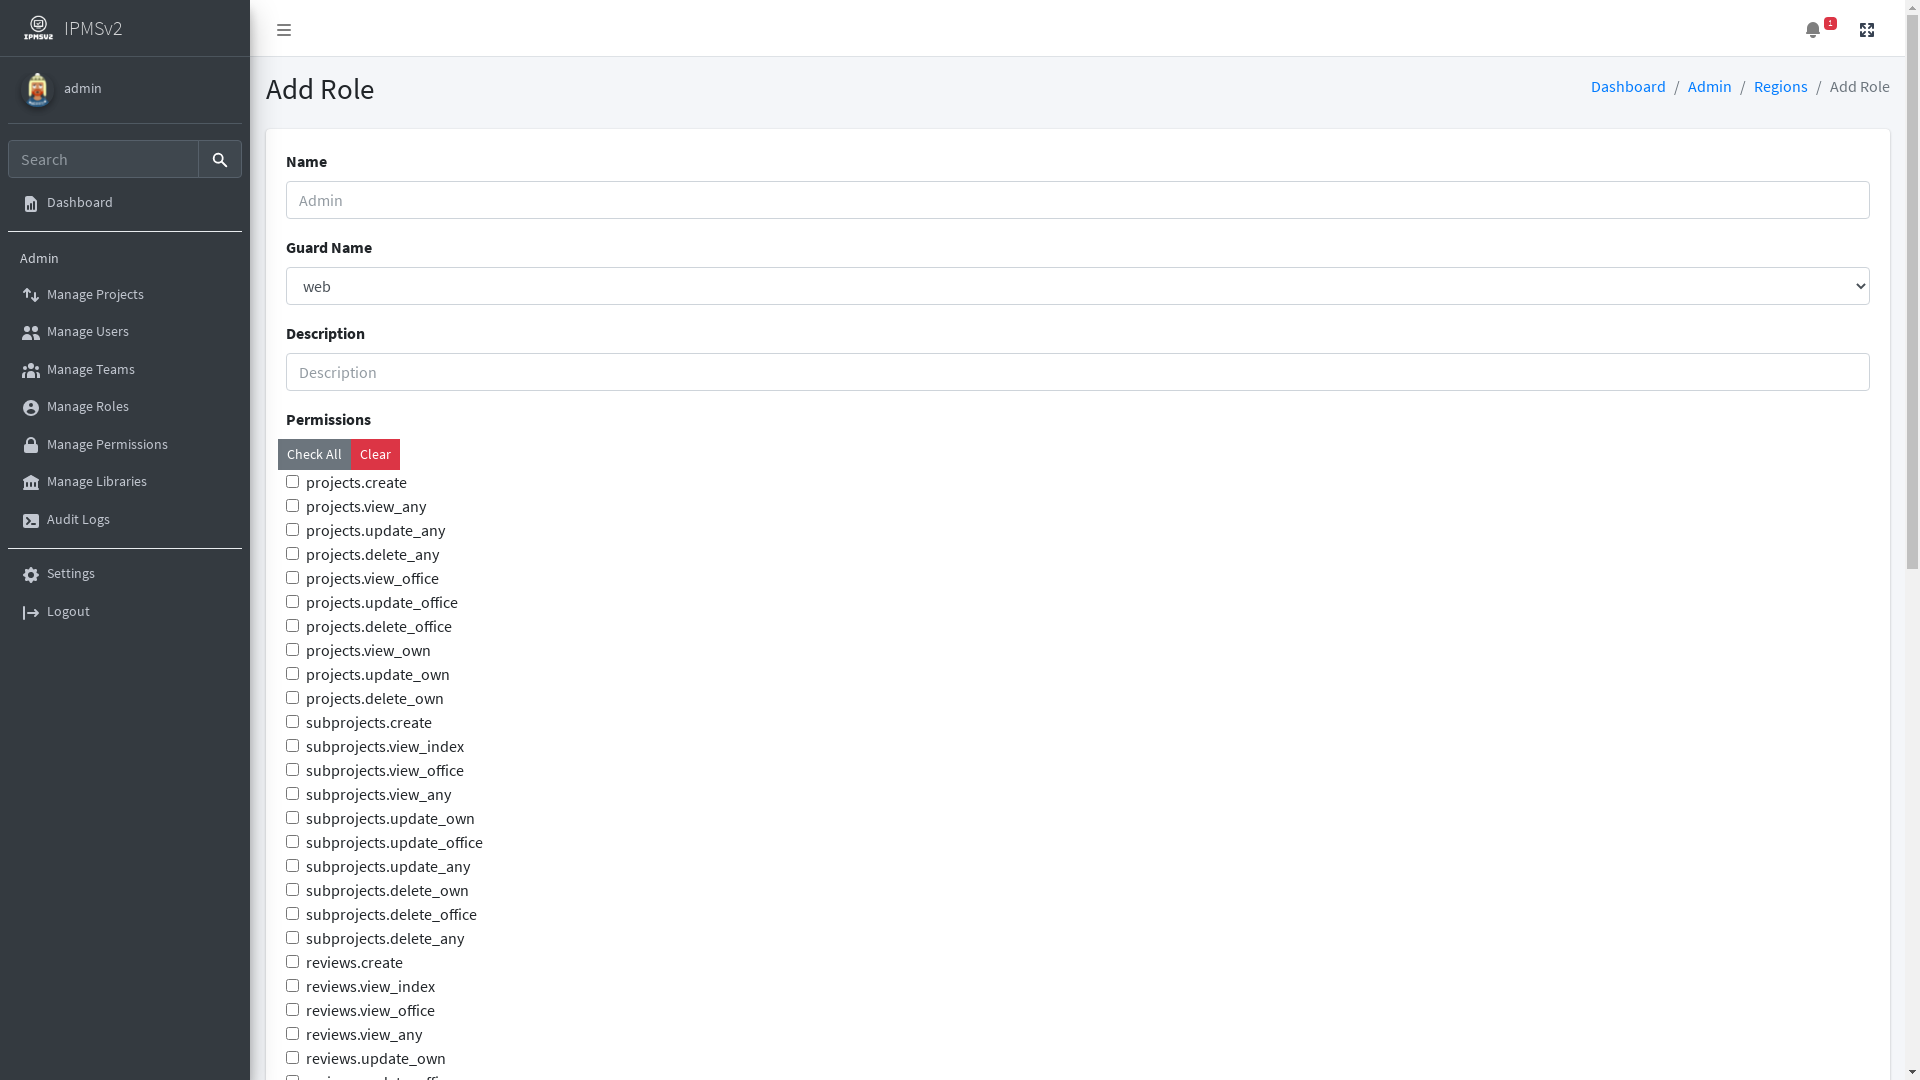 IPMSV2
IPMSv2
1
admin
Add Role
Dashboard / Admin / Regions / Add Role
Search
Dashboard
Admin
Manage Projects
Manage Users
Manage Teams
Manage Roles
Manage Permissions
Manage Libraries
Audit Logs
Settings
Logout
Name
Admin
Guard Name
web
Description
Description
Permissions
Check All Clear
projects.create
projects.view_any
projects.update_any
projects.delete_any
projects.view_office
projects.update_office
projects.delete_office
projects.view_own
projects.update_own
projects.delete_own
subprojects.create
subprojects.view_index
subprojects.view_office
subprojects.view_any
subprojects.update_own
subprojects.update_office
subprojects.update_any
subprojects.delete_own
subprojects.delete_office
subprojects.delete_any
reviews.create
reviews.view_index
reviews.view_office
reviews.view_any
reviews.update_own